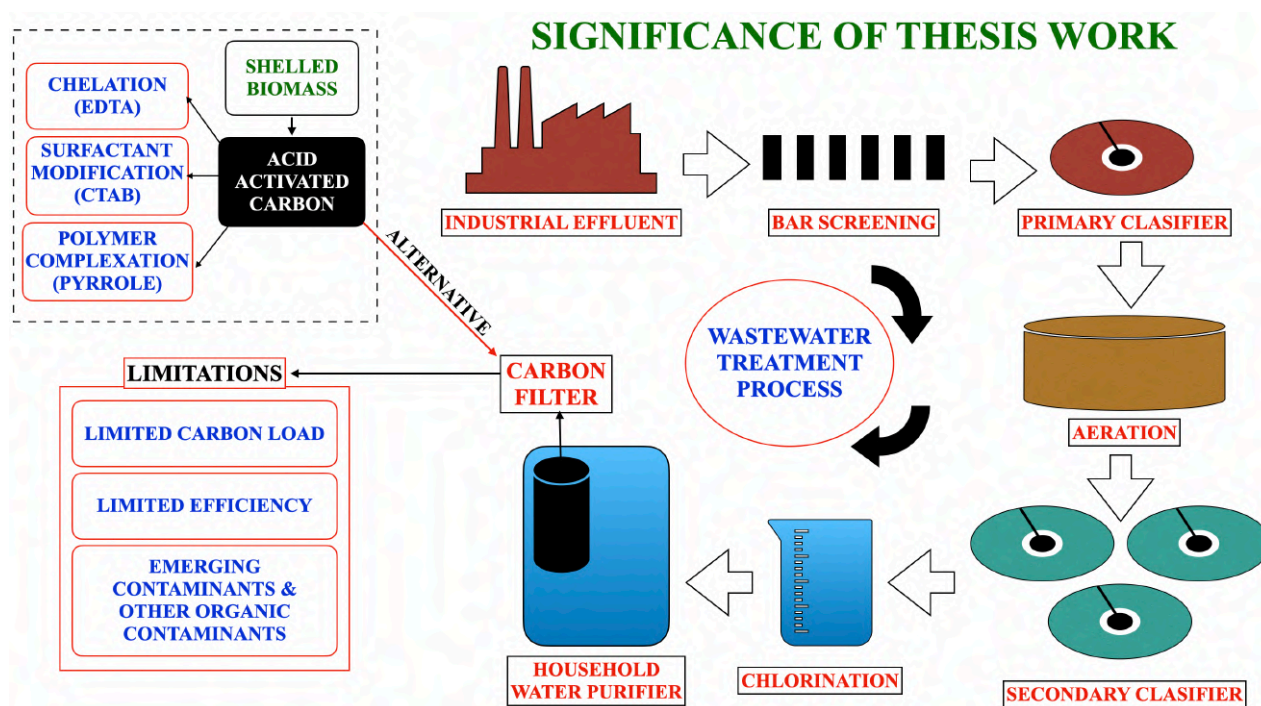 SIGNIFICANCE OF THESIS WORK
SHELLED
BIOMASS
CHELATION
(EDTA)
SURFACTANT
MODIFICATION
(CTAB)
POLYMER
COMPLEXATION
(PYRROLE)
ACID
ACTIVATED
CARBON
ALTERNATIVE
INDUSTRIAL EFFLUENT
BAR SCREENING
PRIMARY CLASIFIER
WASTEWATER
TREATMENT
PROCESS
AERATION
LIMITATIONS
CARBON
FILTER
LIMITED CARBON LOAD
LIMITED EFFICIENCY
EMERGING
CONTAMINANTS &
OTHER ORGANIC
CONTAMINANTS
HOUSEHOLD
WATER PURIFIER
CHLORINATION
SECONDARY CLASIFIER